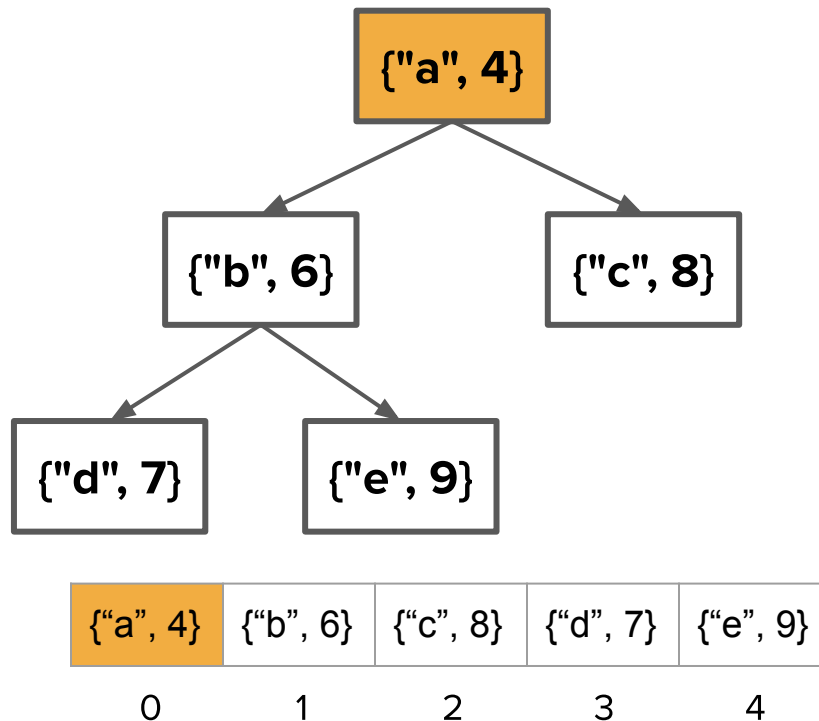 {"a", 4}
{"b", 6} {"c", 8}
{"d", 7} {"e", 9}
{“a”, 4} {“b”, 6} {“c”, 8} {“d”, 7} {“e”, 9}
0 1 2 3 4